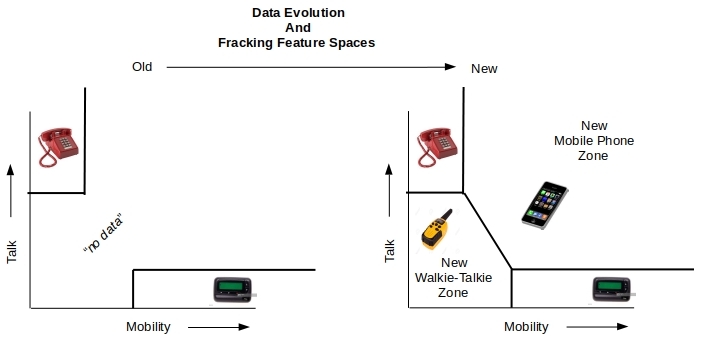 Data Evolution
And
Fracking Feature Spaces
Old
New
New
Mobile Phone
Zone
Talk
"no data"
Mobility
Talk
New
Walkie-Talkie
Zone
Mobility